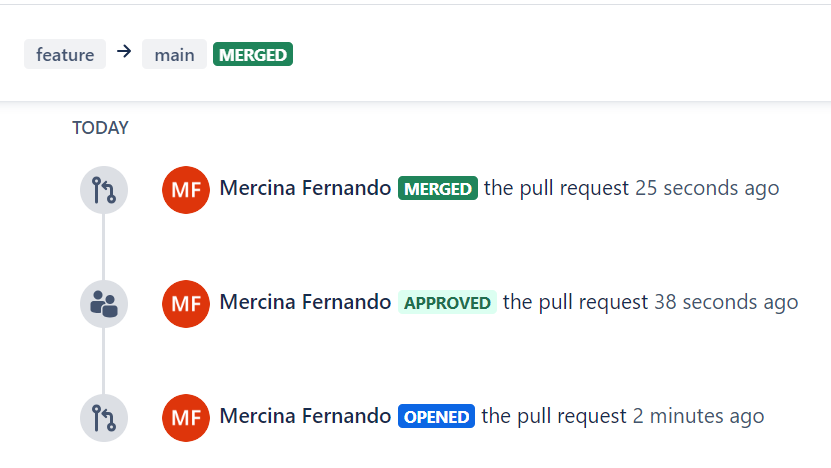 feature → main MERGED
TODAY
MF Mercina Fernando MERGED the pull request 25 seconds ago
MF Mercina Fernando APPROVED the pull request 38 seconds ago
MF Mercina Fernando OPENED the pull request 2 minutes ago